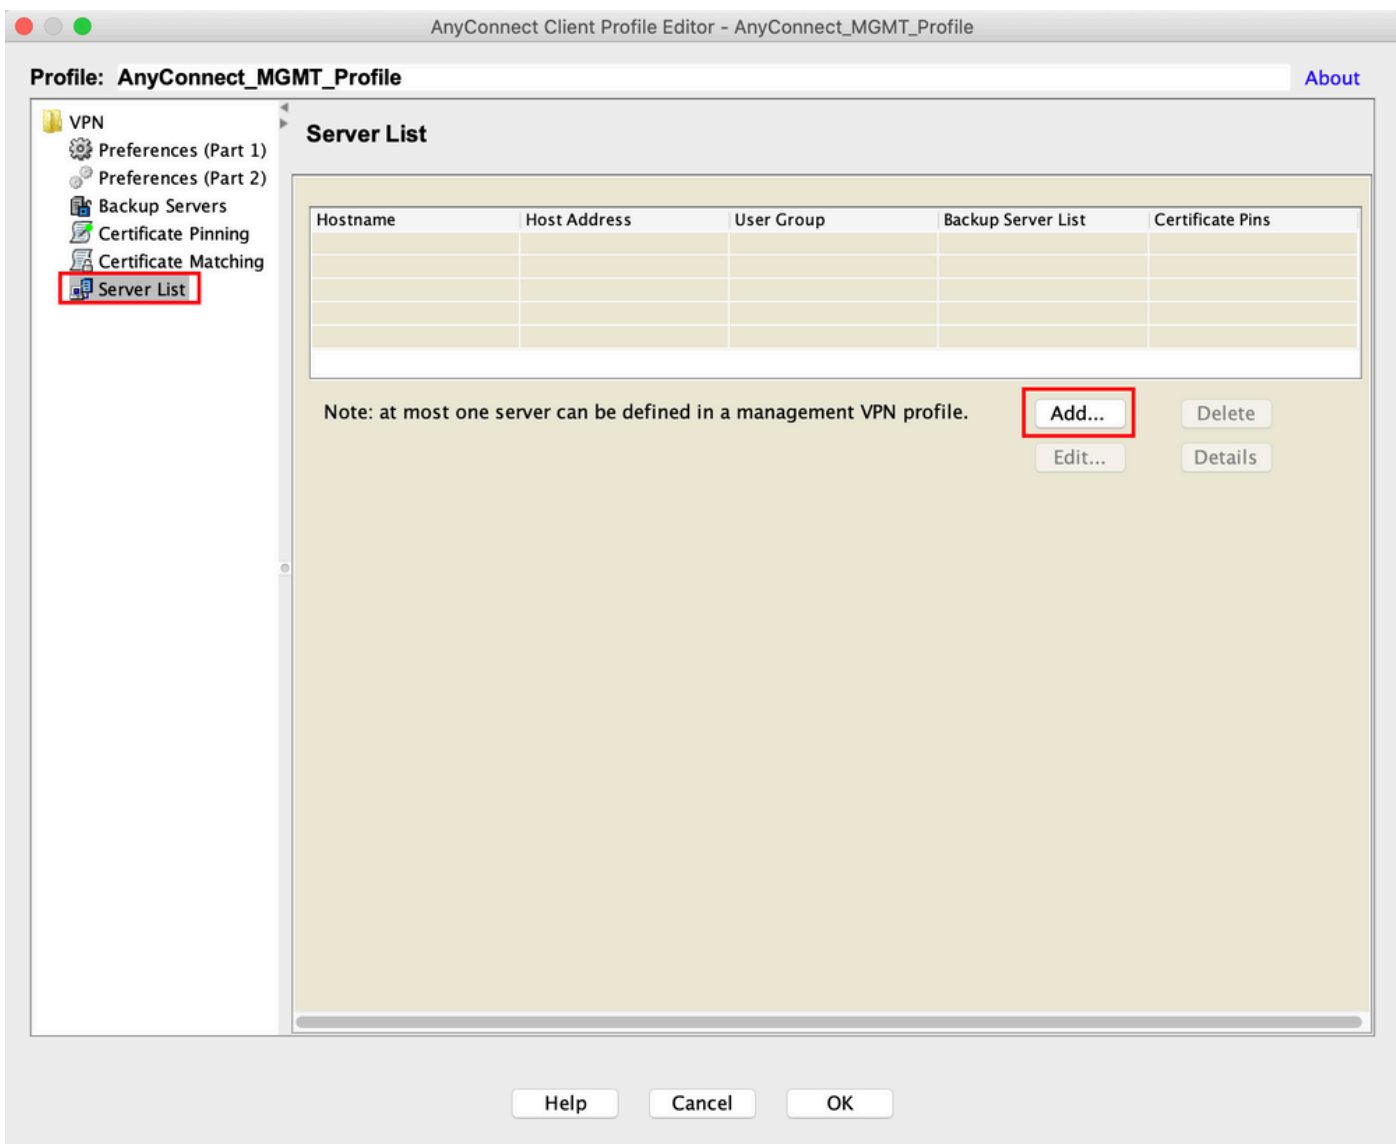 AnyConnect Client Profile Editor - AnyConnect_MGMT_Profile
Profile: AnyConnect_MGMT_Profile
About
VPN
Preferences (Part 1)
Preferences (Part 2)
Backup Servers
Certificate Pinning
Certificate Matching
Server List
Server List
Hostname Host Address User Group Backup Server List Certificate Pins
Note: at most one server can be defined in a management VPN profile.
Add... Delete
Edit... Details
Help Cancel OK